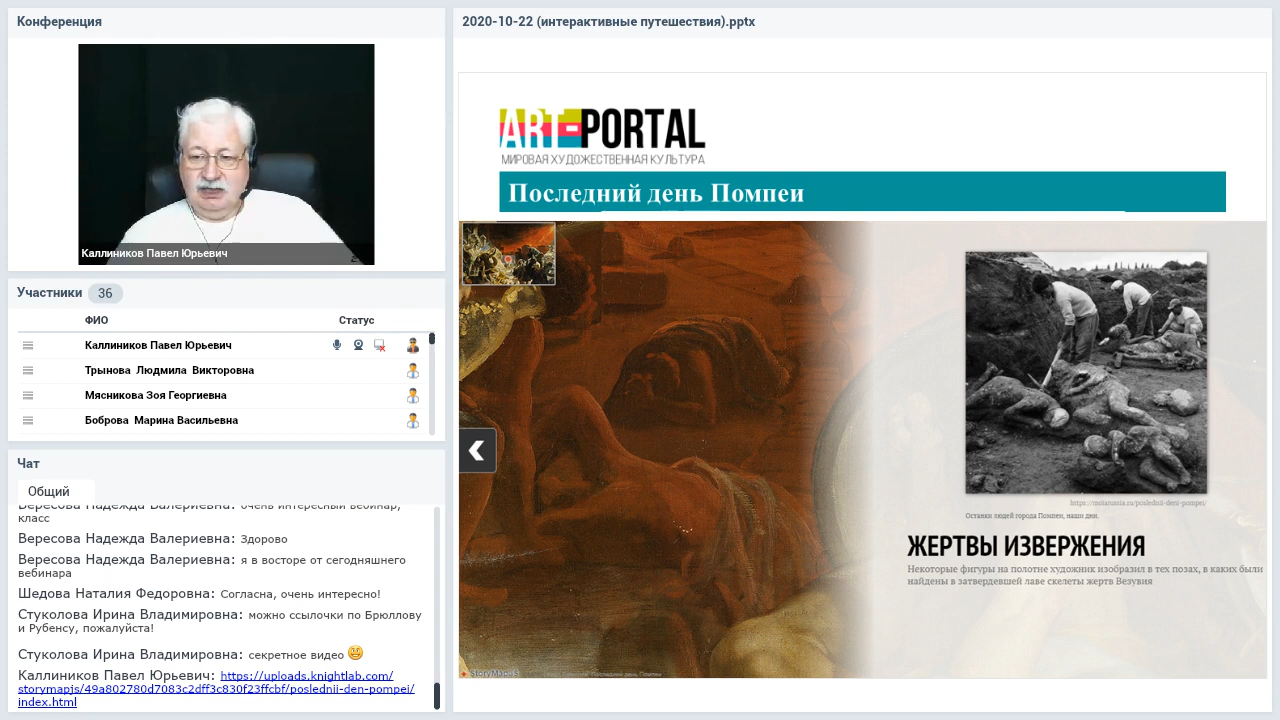 Конференция
Каллиников Павел Юрьевич
Участники 36
ФИО Статус
Каллиников Павел Юрьевич
Трынова Людмила Викторовна
Мясникова Зоя Георгиевна
Боброва Марина Васильевна
Чат
Общий
Вересова Надежда Валериевна: очень интересный вебинар,
класс
Вересова Надежда Валериевна: Здорово
Вересова Надежда Валериевна: я в восторе от сегодняшнего
вебинара
Шедова Наталия Федоровна: Согласна, очень интересно!
Стуколова Ирина Владимировна: можно ссылочки по Брюллову
и Рубенсу, пожалуйста!
Стуколова Ирина Владимировна: секретное видео
Каллиников Павел Юрьевич: https://uploads.knightlab.com/
storymapjs/49a802780d7083c2dff3c830f23ffcbf/poslednii-den-pompei/
index.html
2020-10-22 (интерактивные путешествия).pptx
ART-PORTAL
МИРОВАЯ ХУДОЖЕСТВЕННАЯ КУЛЬТУРА
Последний день Помпеи
https://moiarussia.ru/poslednij-deni-pompei/
Останки людей города Помпеи, наши дни.
ЖЕРТВЫ ИЗВЕРЖЕНИЯ
Некоторые фигуры на полотне художник изобразил в тех позах, в каких были
найдены в затвердевшей лаве скелеты жертв Везувия
StoryMapJS